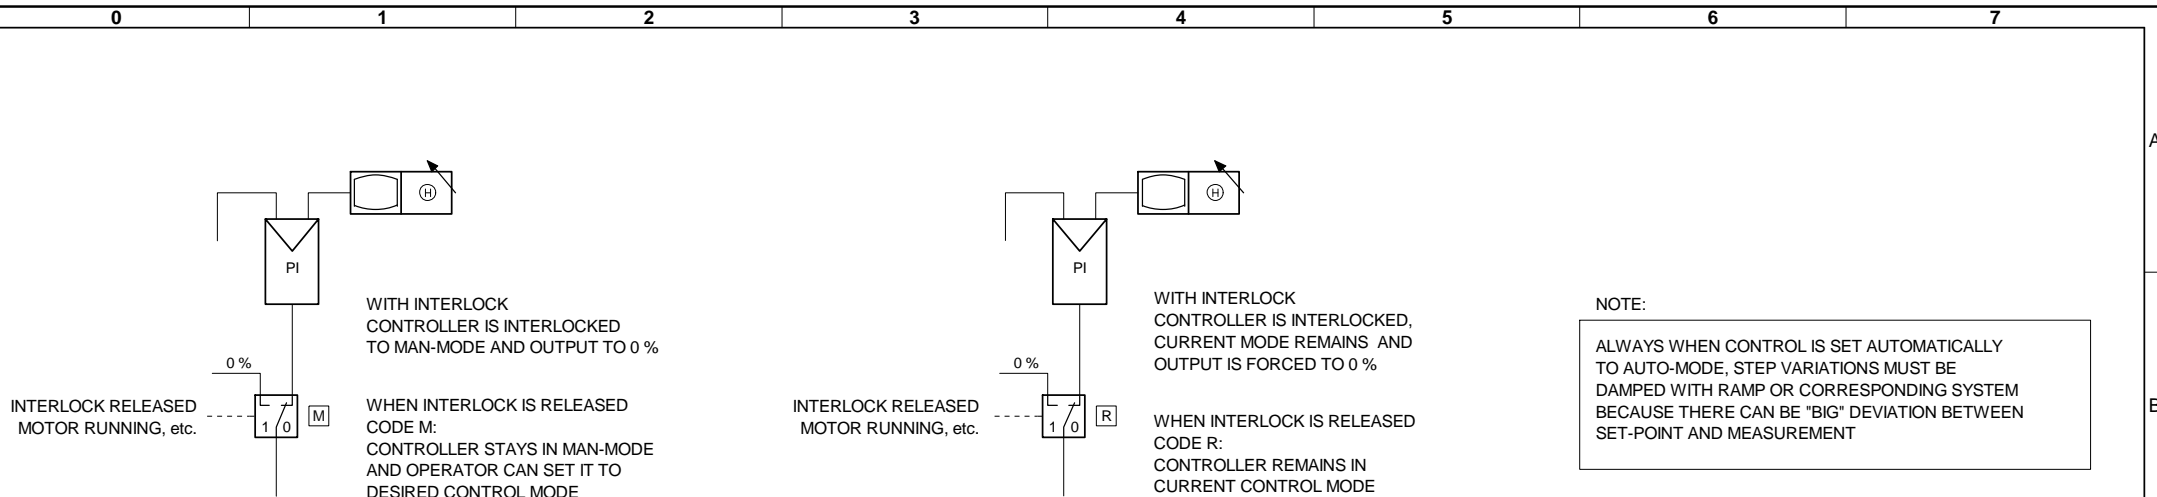 0 1 2 3 4 5 6 7
A
H
PI
WITH INTERLOCK
CONTROLLER IS INTERLOCKED
TO MAN-MODE AND OUTPUT TO 0 %
0 %
INTERLOCK RELEASED
MOTOR RUNNING, etc.
1 0
M
WHEN INTERLOCK IS RELEASED
CODE M:
CONTROLLER STAYS IN MAN-MODE
AND OPERATOR CAN SET IT TO
DESIRED CONTROL MODE
H
PI
WITH INTERLOCK
CONTROLLER IS INTERLOCKED,
CURRENT MODE REMAINS AND
OUTPUT IS FORCED TO 0 %
0 %
INTERLOCK RELEASED
MOTOR RUNNING, etc.
1 0
R
WHEN INTERLOCK IS RELEASED
CODE R:
CONTROLLER REMAINS IN
CURRENT CONTROL MODE
NOTE:
ALWAYS WHEN CONTROL IS SET AUTOMATICALLY
TO AUTO-MODE, STEP VARIATIONS MUST BE
DAMPED WITH RAMP OR CORRESPONDING SYSTEM
BECAUSE THERE CAN BE "BIG" DEVIATION BETWEEN
SET-POINT AND MEASUREMENT
B